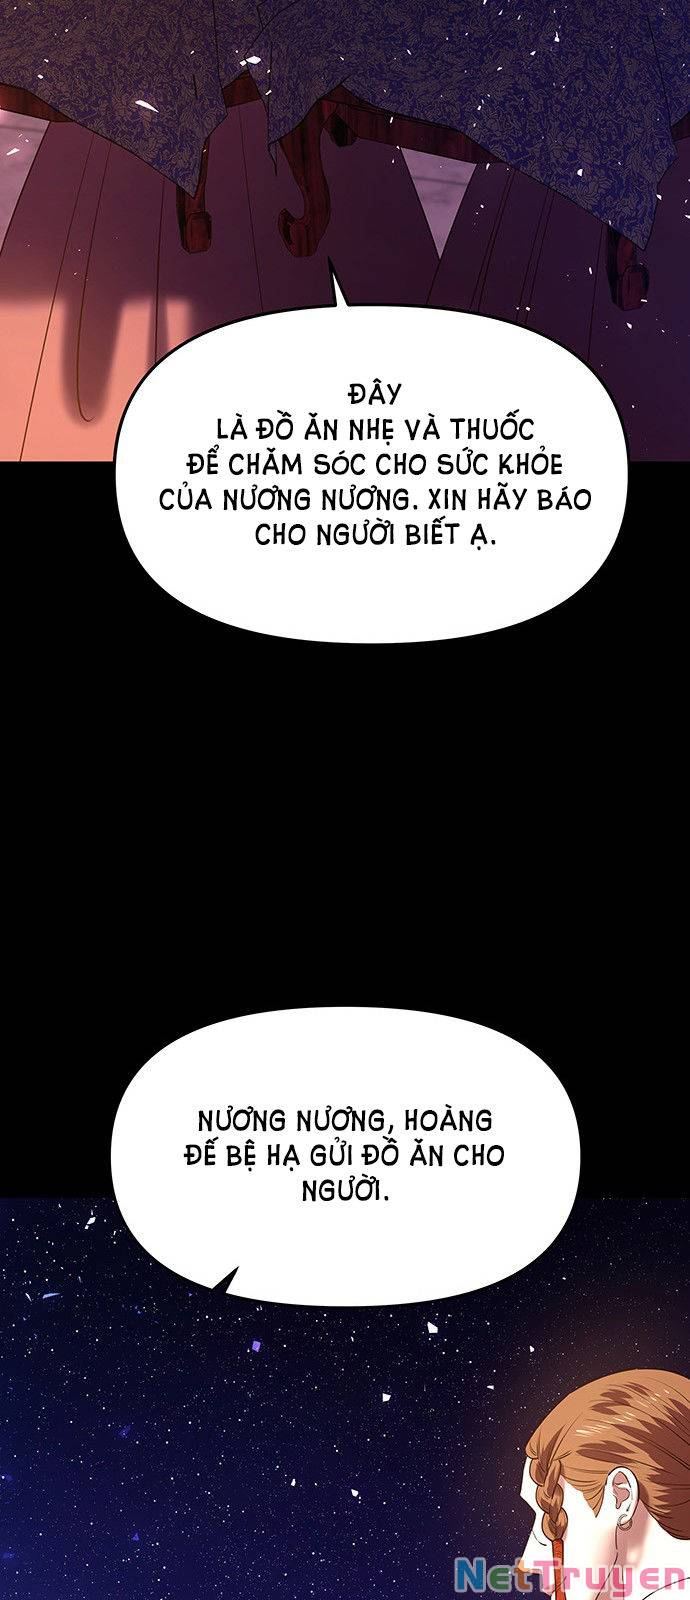 ĐÂY
LÀ ĐỒ ĂN NHẸ VÀ THUỐC
ĐỂ CHĂM SÓC CHO SỨC KHỎE
CỦA NƯƠNG NƯƠNG. XIN HÃY BÁO
CHO NGƯỜI BIẾT Ạ.
NƯƠNG NƯƠNG, HOÀNG
ĐẾ BỆ HẠ GỬI ĐỒ ĂN CHO
NGƯỜI.
NetTruyen